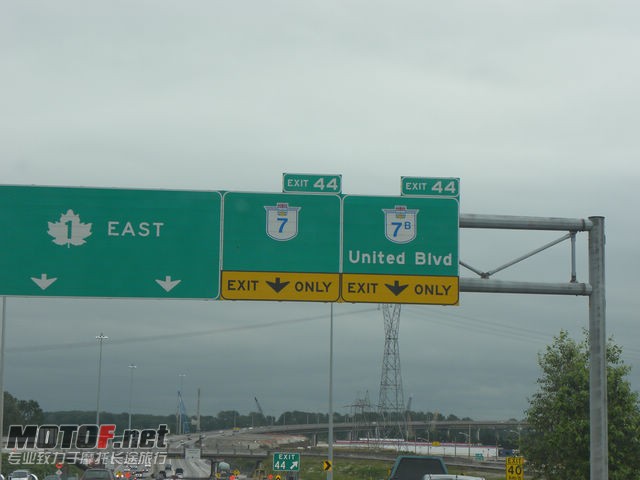 EXIT 44
EXIT 44
1 EAST
7
7B
United Blvd
EXIT ONLY
EXIT ONLY
MOTOF.net
专业致力于摩托长途旅行.
EXIT
44
EXIT
40